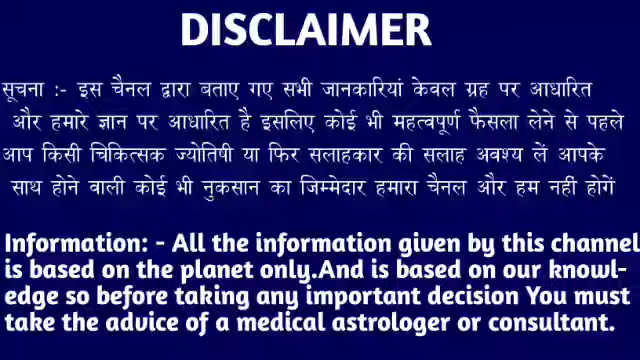 DISCLAIMER
सूचना :- इस चैनल द्वारा बताए गए सभी जानकारियां केवल ग्रह पर आधारित
और हमारे ज्ञान पर आधारित है इसलिए कोई भी महत्वपूर्ण फैसला लेने से पहले
आप किसी चिकित्सक ज्योतिषी या फिर सलाहकार की सलाह अवश्य लें आपके
साथ होने वाली कोई भी नुकसान का जिम्मेदार हमारा चैनल और हम नहीं होगें
Information: - All the information given by this channel
is based on the planet only.And is based on our knowl-
edge so before taking any important decision You must
take the advice of a medical astrologer or consultant.